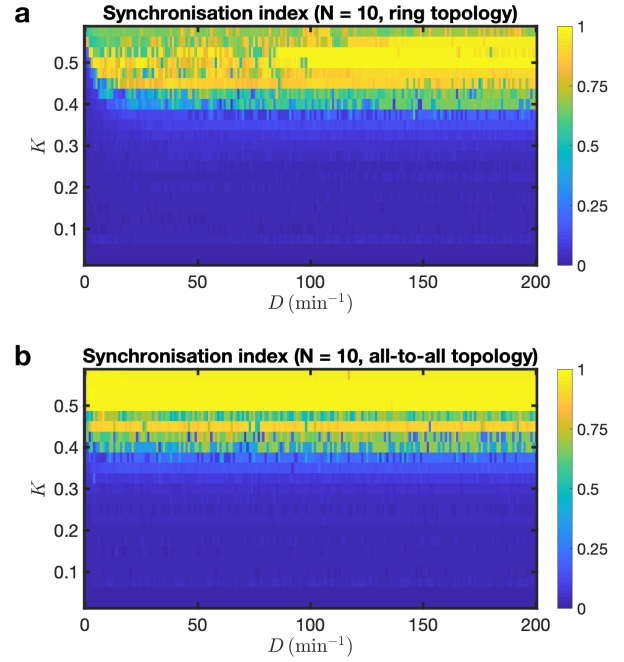 a
Synchronisation index (N = 10, ring topology)
K
0.5
0.4
0.3
0.2
0.1
0 50 100 150 200
D (min⁻¹)
1
0.75
0.5
0.25
0
b
Synchronisation index (N = 10, all-to-all topology)
K
0.5
0.4
0.3
0.2
0.1
0 50 100 150 200
D (min⁻¹)
1
0.75
0.5
0.25
0